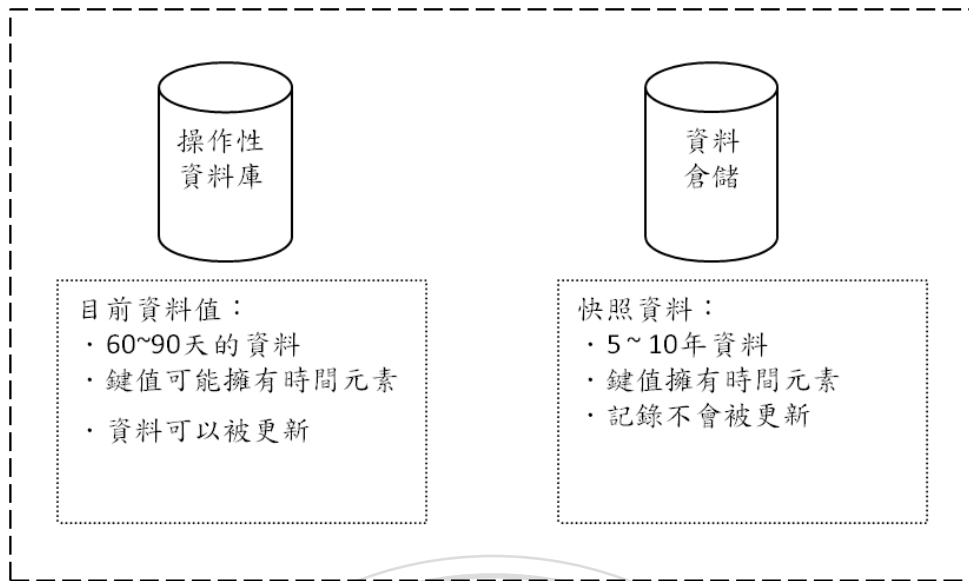 操作性
資料庫
資料
倉儲
目前資料值：
·60~90天的資料
·鍵值可能擁有時間元素
·資料可以被更新
快照資料：
·5~10年資料
·鍵值擁有時間元素
·記錄不會被更新